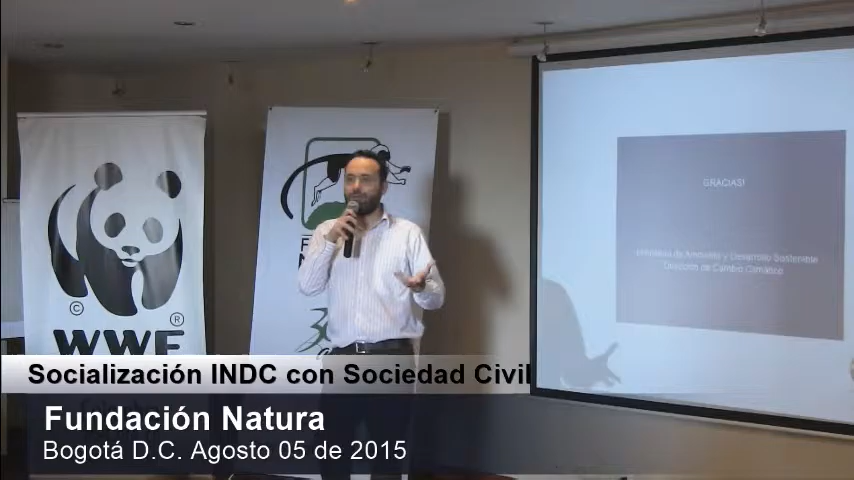 GRACIAS!
Ministerio de Ambiente y Desarrollo Sostenible
Dirección de Cambio Climático
©
®
WWF
Socialización INDC con Sociedad Civil
Fundación Natura
Bogotá D.C. Agosto 05 de 2015